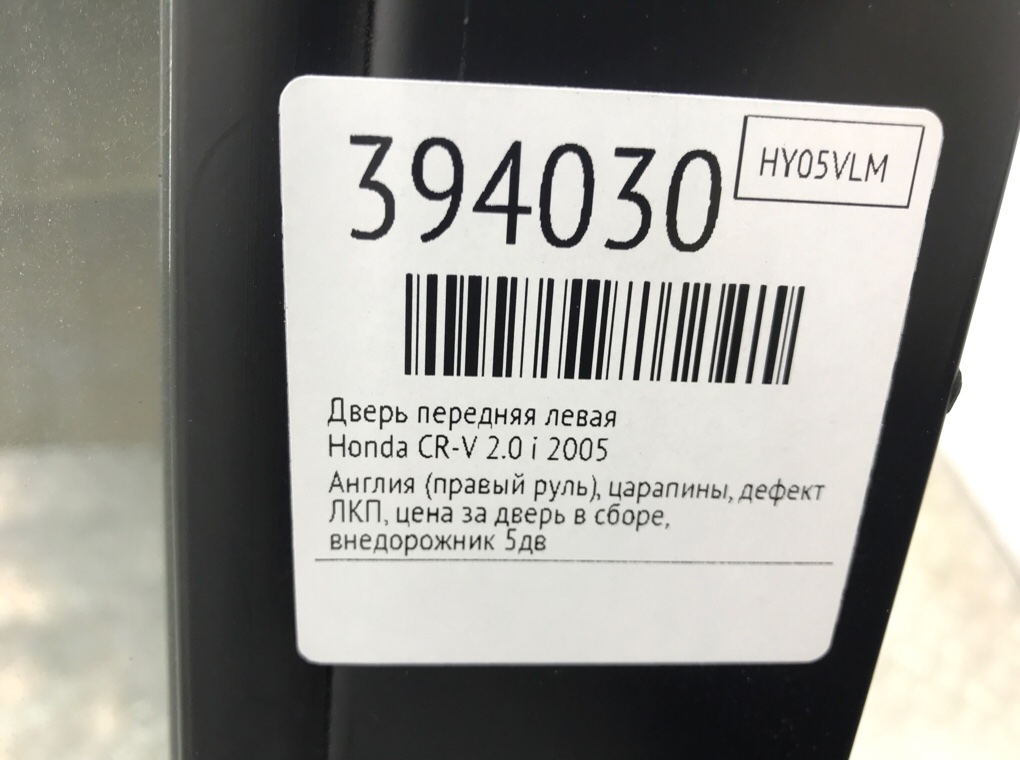 394030
HY05VLM
Дверь передняя левая
Honda CR-V 2.0 i 2005
Англия (правый руль), царапины, дефект
ЛКП, цена за дверь в сборе,
внедорожник 5дв